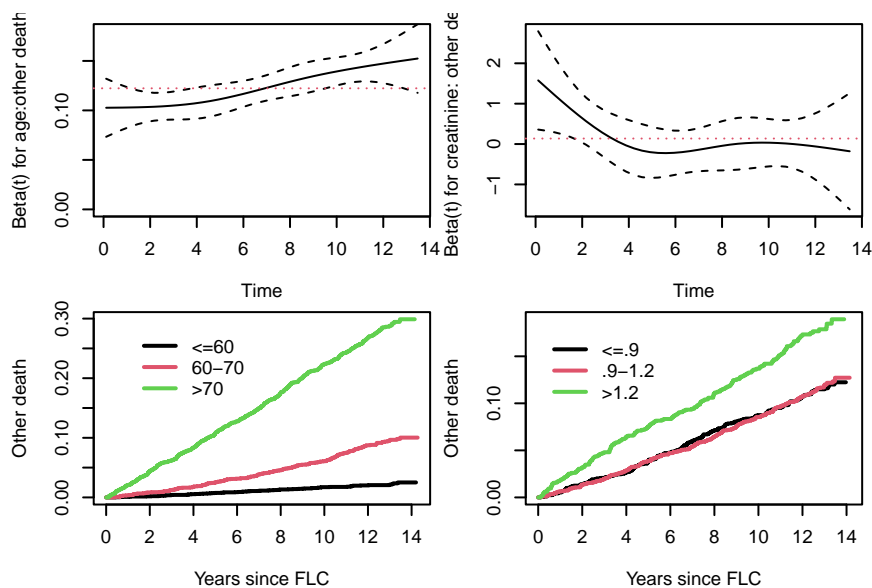 Beta(t) for age:other death
0.00
0.10
0 2 4 6 8 10 12 14
Time
Beta(t) for creatinine: other de
−1
0
1
2
0 2 4 6 8 10 12 14
Time
Other death
0.00
0.10
0.20
0.30
<=60
60−70
>70
0 2 4 6 8 10 12 14
Years since FLC
Other death
0.00
0.10
<=.9
.9−1.2
>1.2
0 2 4 6 8 10 12 14
Years since FLC